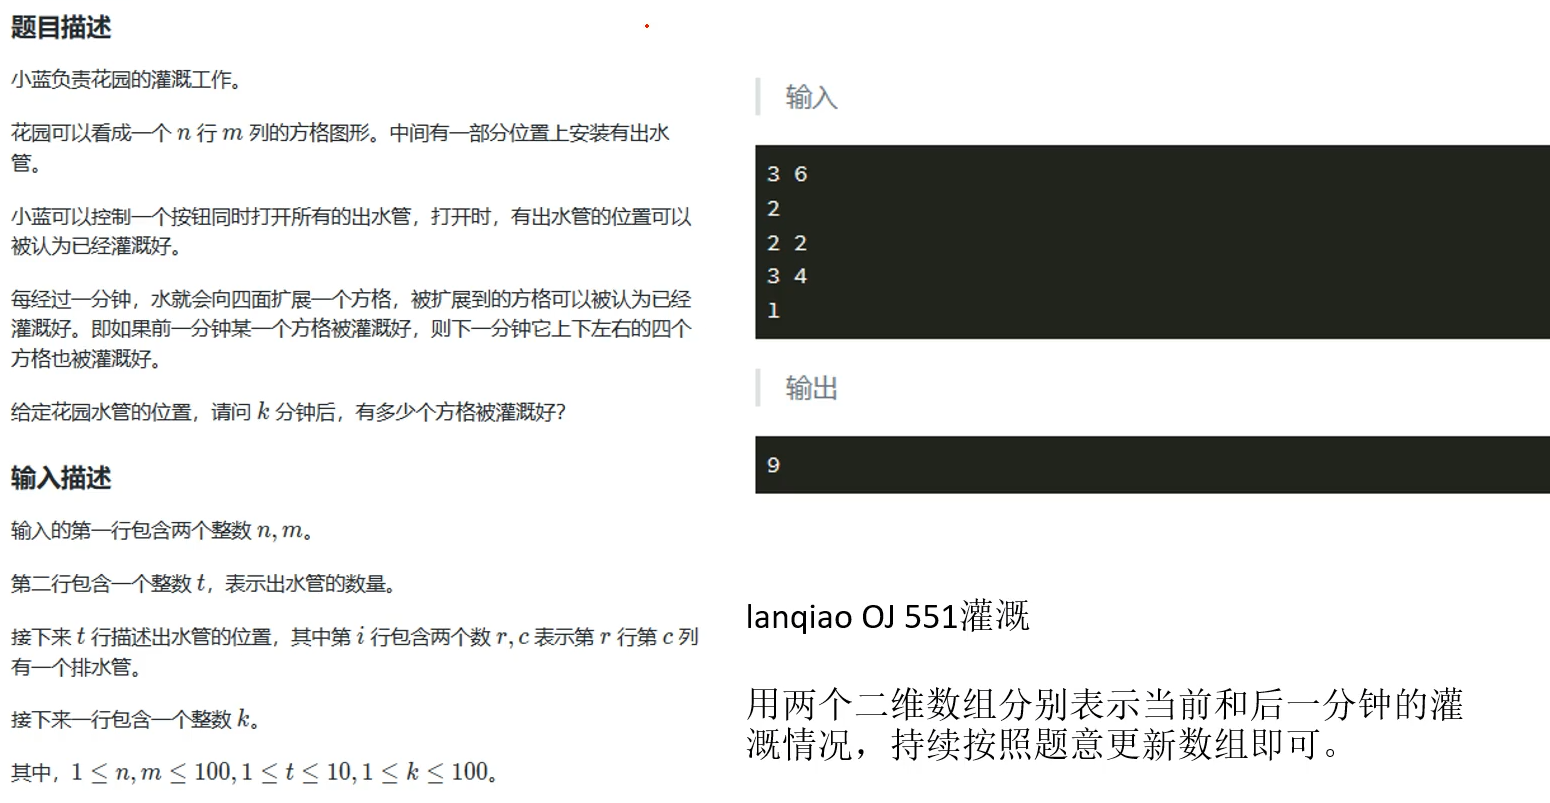 题目描述
小蓝负责花园的灌溉工作。
花园可以看成一个 n 行 m 列的方格图形。中间有一部分位置上安装有出水
管。
小蓝可以控制一个按钮同时打开所有的出水管，打开时，有出水管的位置可以
被认为已经灌溉好。
每经过一分钟，水就会向四面扩展一个方格，被扩展到的方格可以被认为已经
灌溉好。即如果前一分钟某一个方格被灌溉好，则下一分钟它上下左右的四个
方格也被灌溉好。
给定花园水管的位置，请问 k 分钟后，有多少个方格被灌溉好？
输入描述
输入的第一行包含两个整数 n, m。
第二行包含一个整数 t，表示出水管的数量。
接下来 t 行描述出水管的位置，其中第 i 行包含两个数 r, c 表示第 r 行第 c 列
有一个排水管。
接下来一行包含一个整数 k。
其中，1 ≤ n, m ≤ 100, 1 ≤ t ≤ 10, 1 ≤ k ≤ 100。
输入
3 6
2
2 2
3 4
1
输出
9
lanqiao OJ 551灌溉
用两个二维数组分别表示当前和后一分钟的灌
溉情况，持续按照题意更新数组即可。